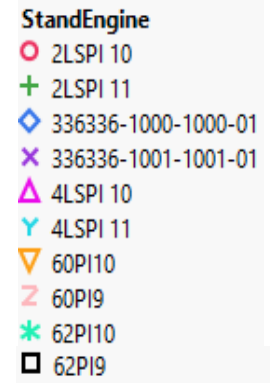 StandEngine
2LSPI 10
2LSPI 11
336336-1000-1000-01
336336-1001-1001-01
4LSPI 10
4LSPI 11
60PI10
60PI9
62PI10
62PI9